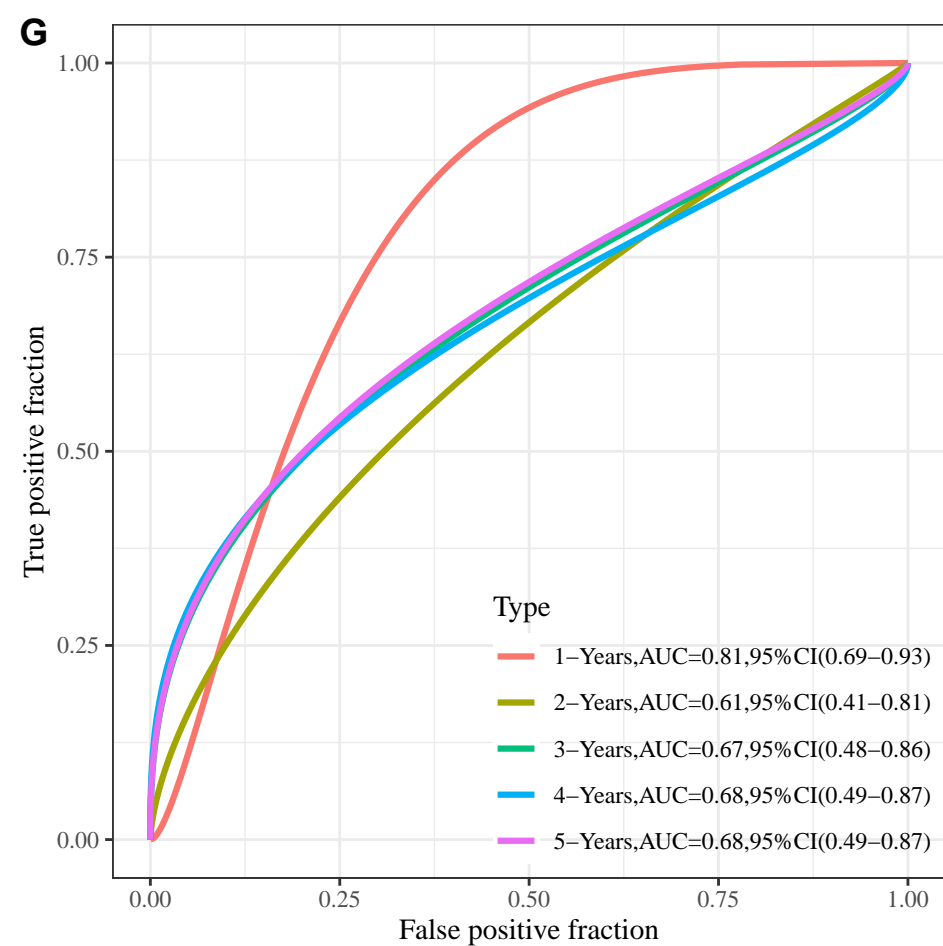 G
1.00
0.75
0.50
0.25
0.00
True positive fraction
Type
1−Years,AUC=0.81,95%CI(0.69−0.93)
2−Years,AUC=0.61,95%CI(0.41−0.81)
3−Years,AUC=0.67,95%CI(0.48−0.86)
4−Years,AUC=0.68,95%CI(0.49−0.87)
5−Years,AUC=0.68,95%CI(0.49−0.87)
0.00 0.25 0.50 0.75 1.00
False positive fraction